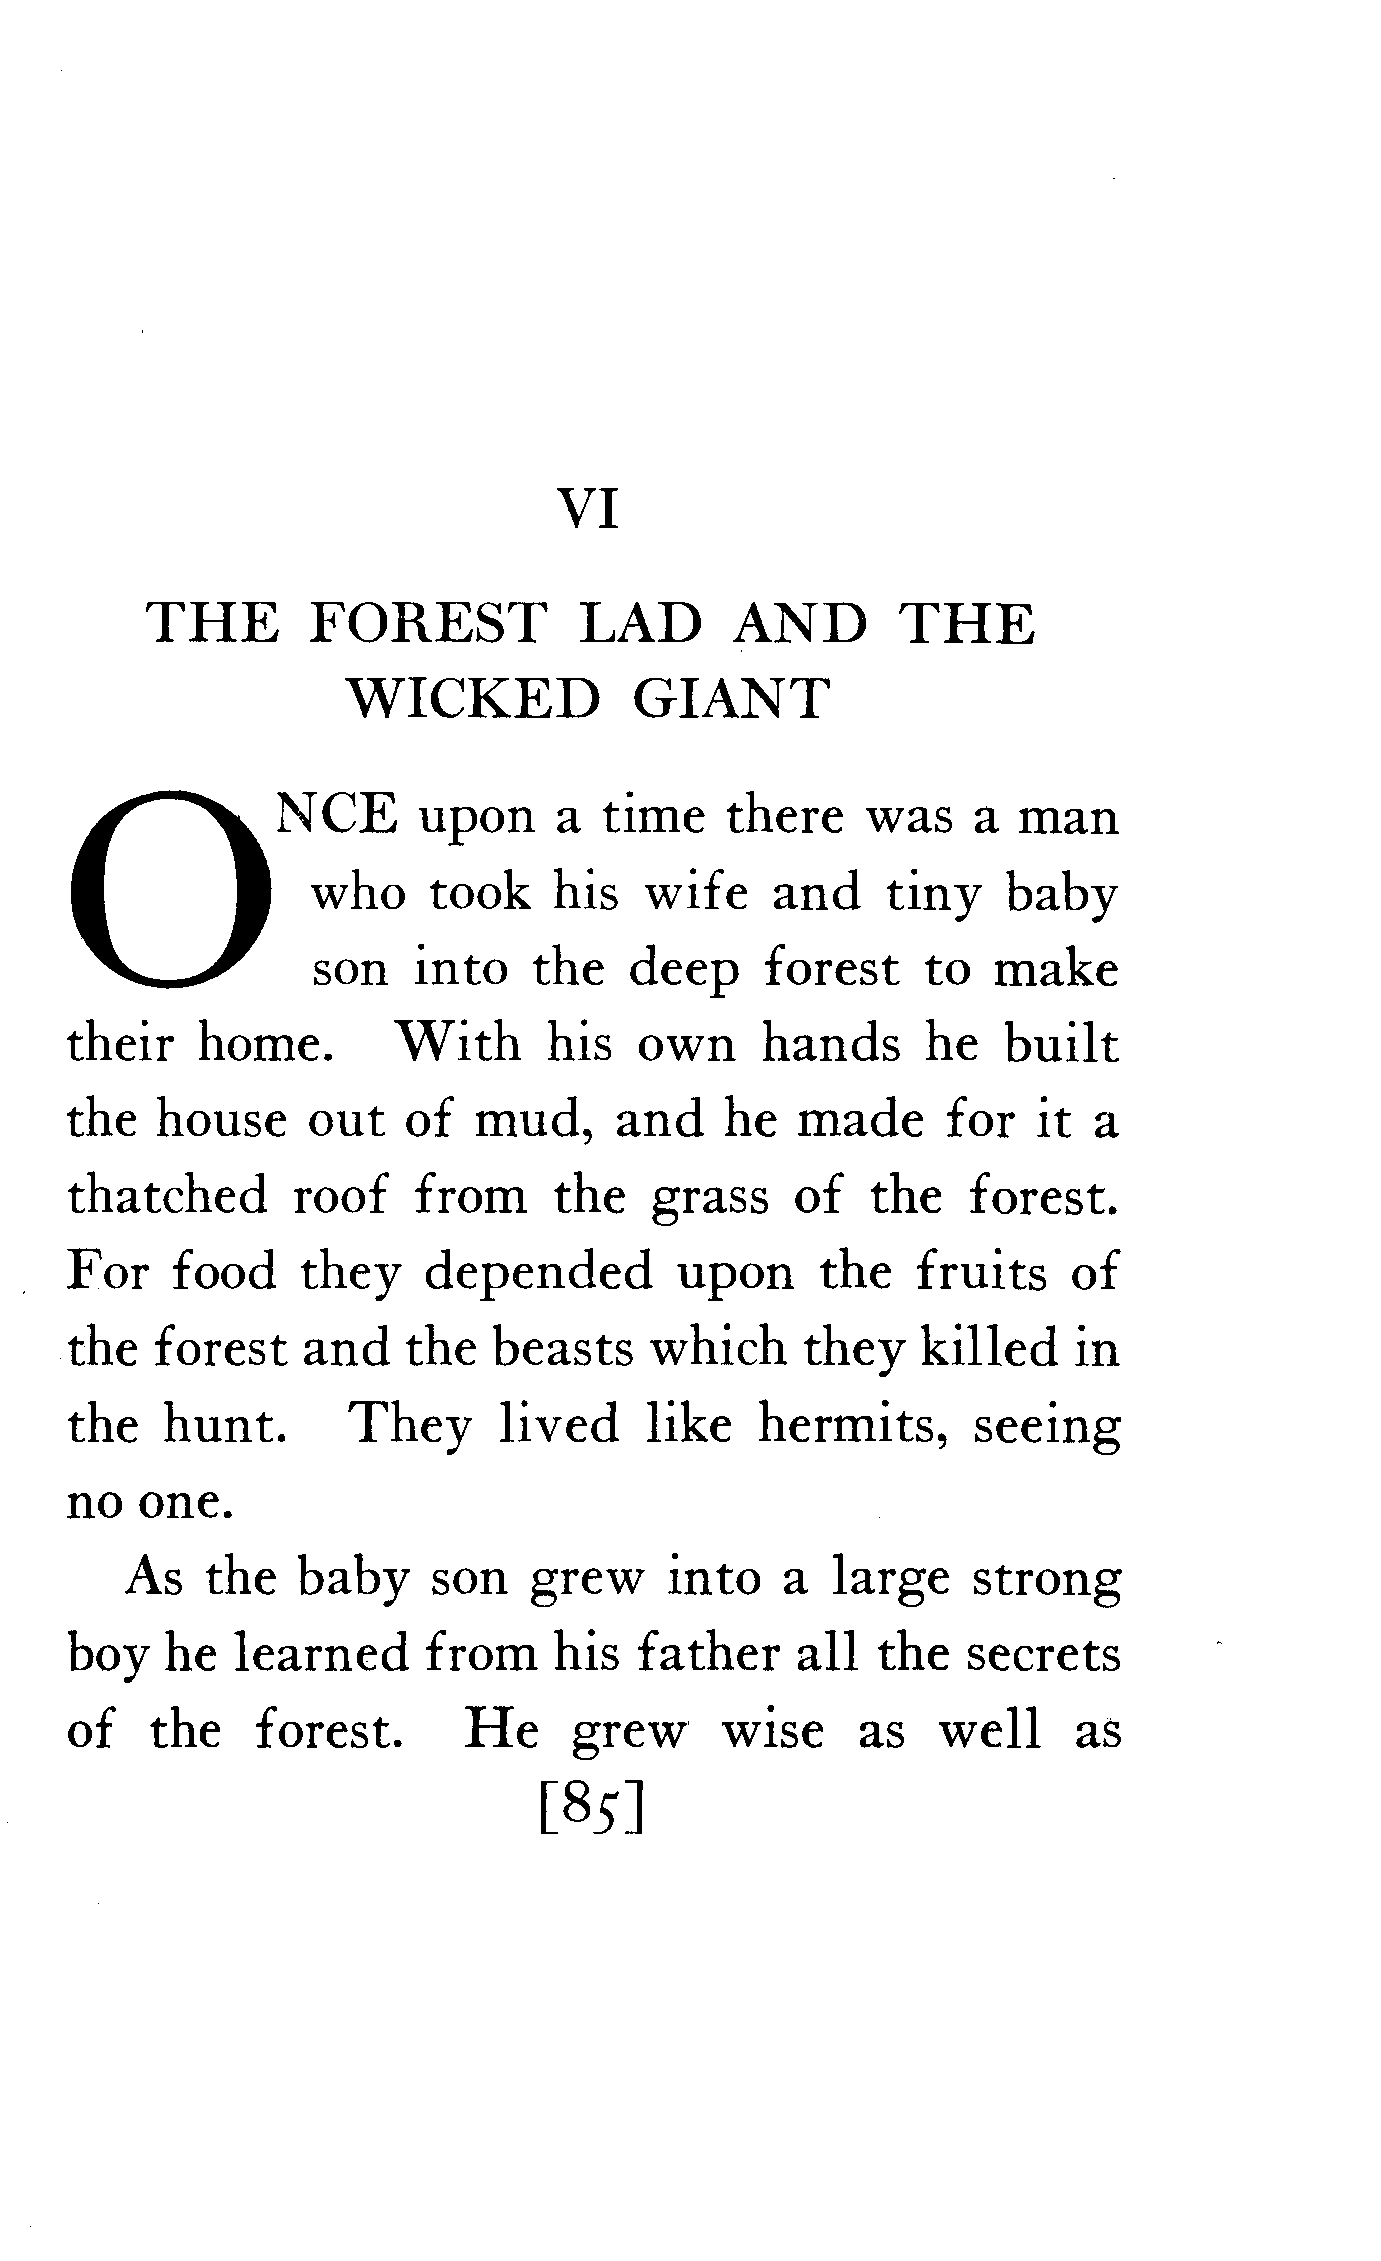 VI
THE FOREST LAD AND THE
WICKED GIANT
ONCE upon a time there was a man
who took his wife and tiny baby
son into the deep forest to make
their home. With his own hands he built
the house out of mud, and he made for it a
thatched roof from the grass of the forest.
For food they depended upon the fruits of
the forest and the beasts which they killed in
the hunt. They lived like hermits, seeing
no one.
As the baby son grew into a large strong
boy he learned from his father all the secrets
of the forest. He grew wise as well as
[85]